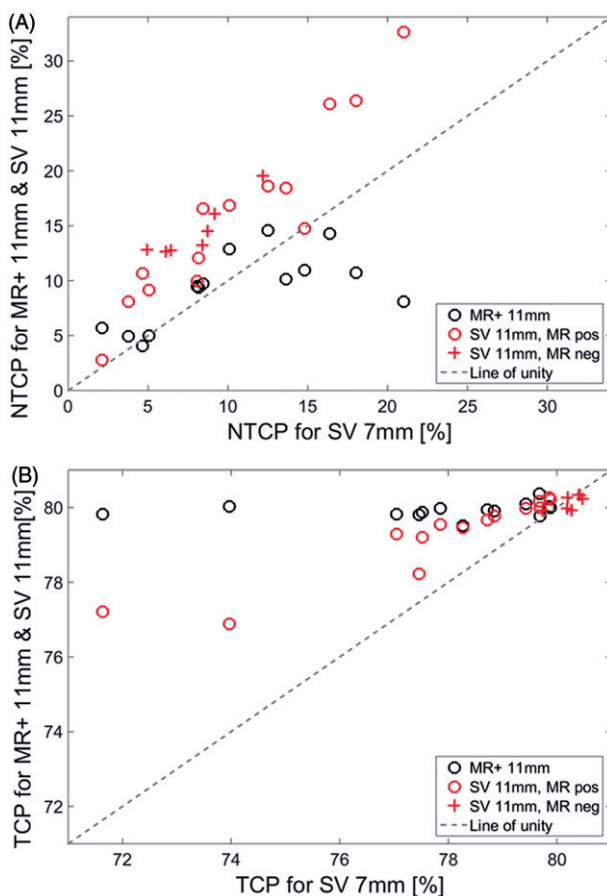 (A)
NTCP for MR+ 11mm & SV 11mm [%]
30
25
20
15
10
5
0
0 5 10 15 20 25 30
NTCP for SV 7mm [%]
MR+ 11mm
SV 11mm, MR pos
SV 11mm, MR neg
Line of unity
(B)
TCP for MR+ 11mm & SV 11mm[%]
80
78
76
74
72
72 74 76 78 80
TCP for SV 7mm [%]
MR+ 11mm
SV 11mm, MR pos
SV 11mm, MR neg
Line of unity